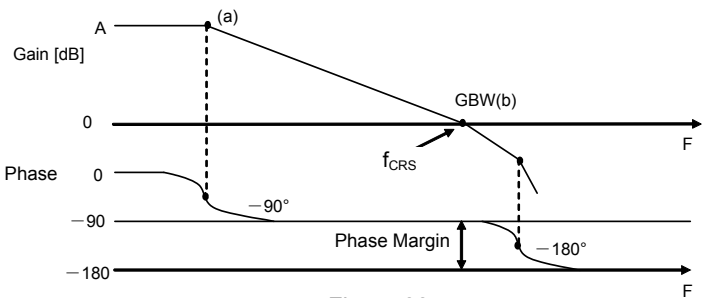 (a)
A
Gain [dB]
GBW(b)
0
F
fCRS
Phase
0
−90°
−90
Phase Margin
−180°
−180
F